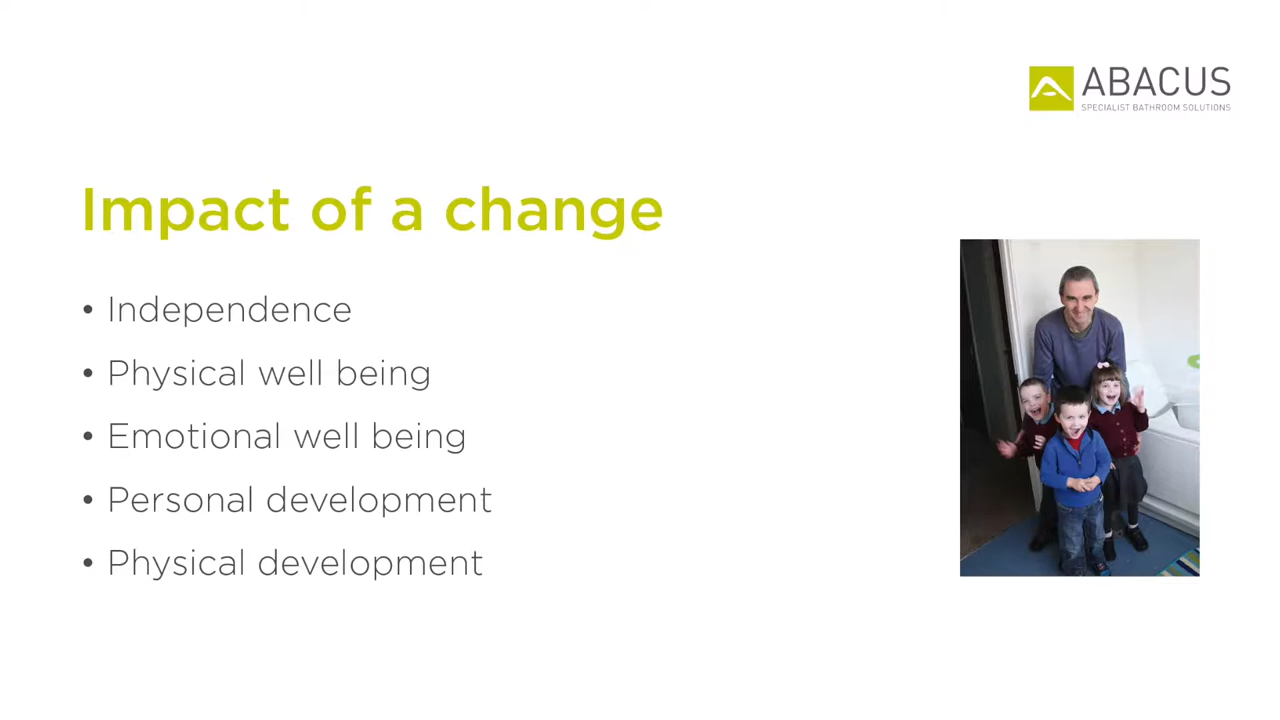 ABACUS
SPECIALIST BATHROOM SOLUTIONS
Impact of a change
• Independence
• Physical well being
• Emotional well being
• Personal development
• Physical development